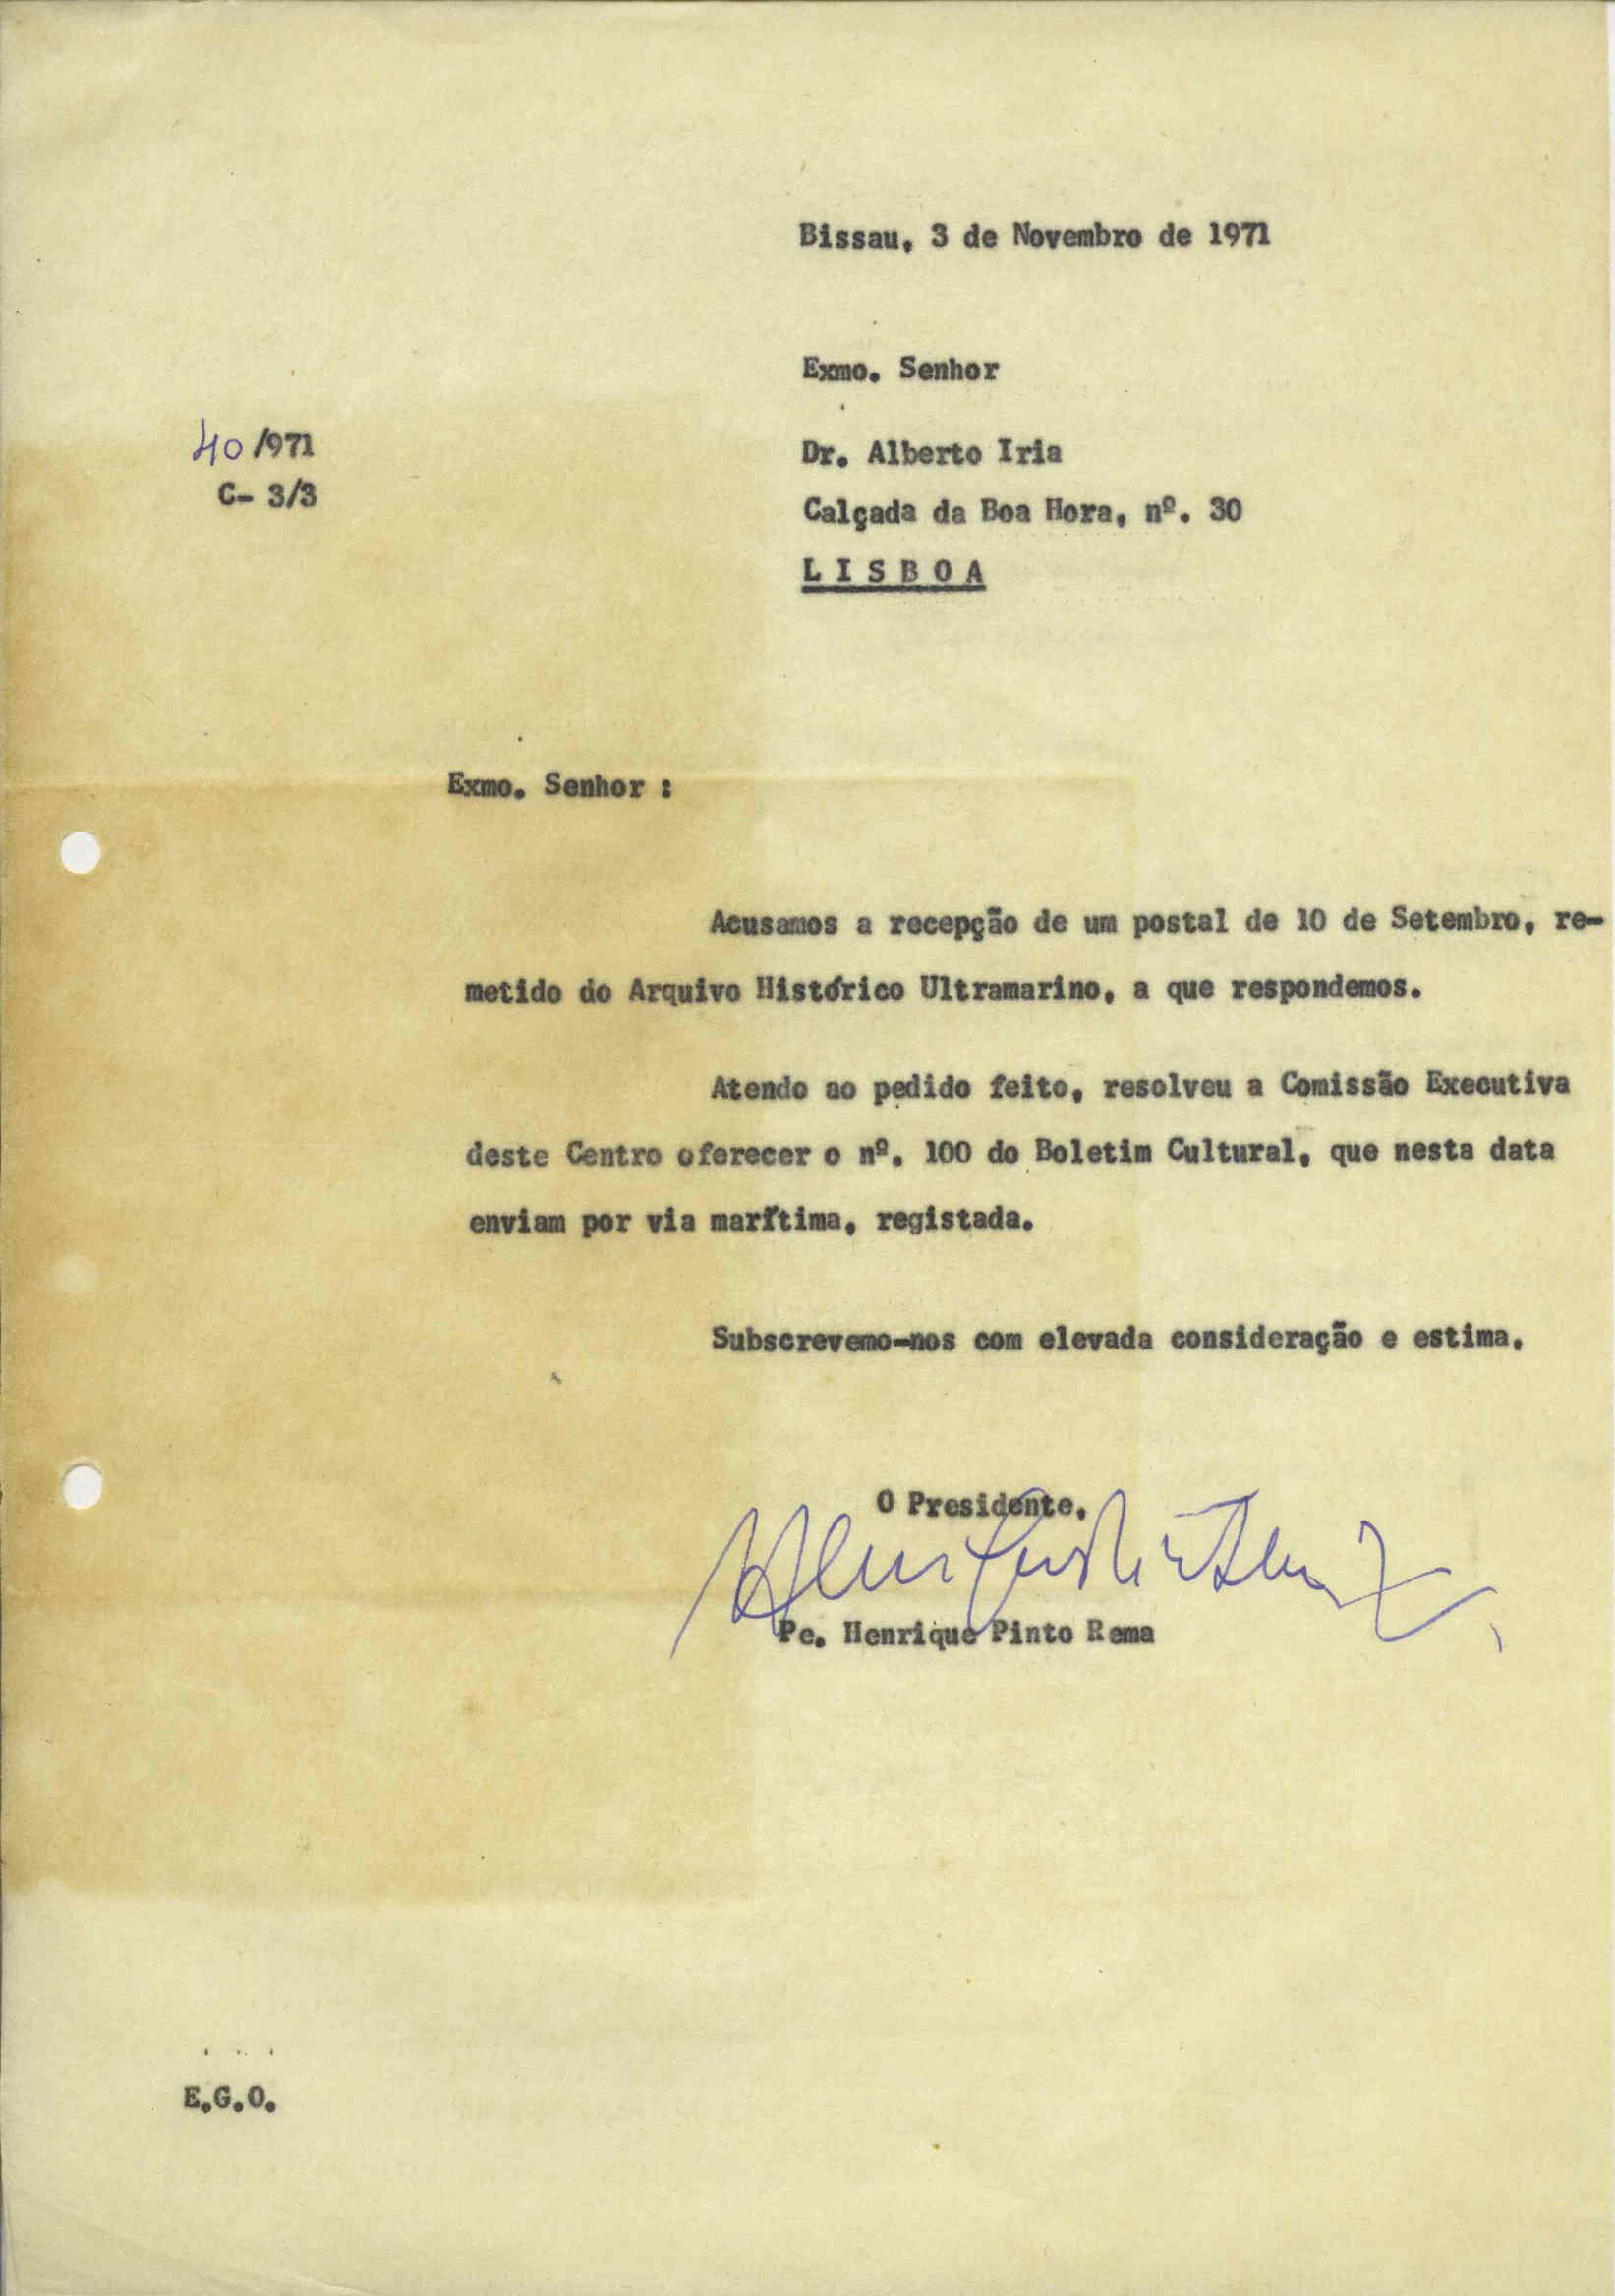 Bissau, 3 de Novembro de 1971
Exmo. Senhor
40/971
C- 3/3
Dr. Alberto Iria
Calçada da Boa Hora, nº. 30
LISBOA
Exmo. Senhor :
Acusamos a recepção de um postal de 10 de Setembro, re-
metido do Arquivo Histórico Ultramarino, a que respondemos.
Atendo ao pedido feito, resolveu a Comissão Executiva
deste Centro oferecer o nº. 100 do Boletim Cultural, que nesta data
enviam por via marítima, registada.
Subscrevemo-nos com elevada consideração e estima,
O Presidente,
Pe. Henrique Pinto Rema
E.G.O.